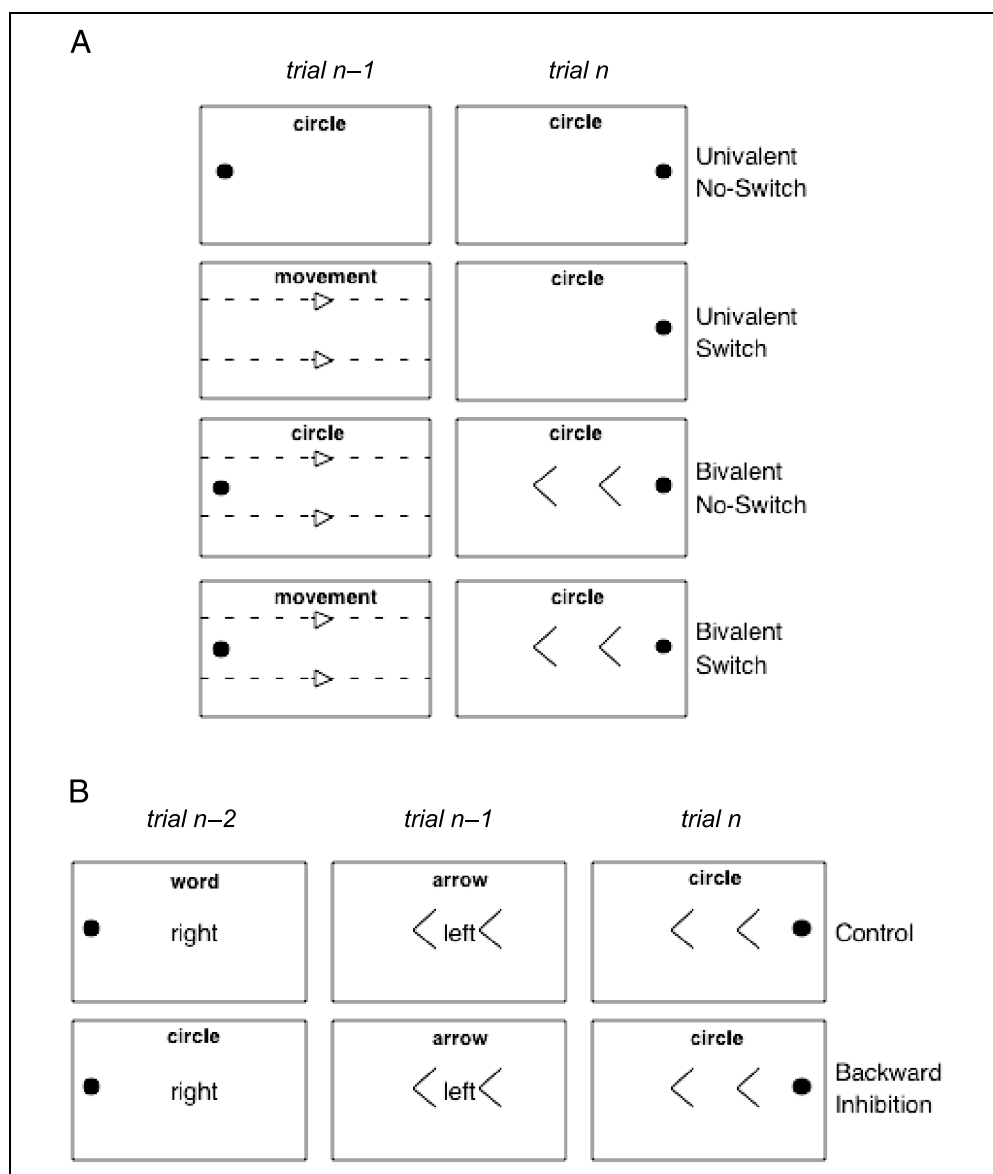 A
trial n–1 trial n
circle circle
Univalent
No-Switch
movement circle
Univalent
Switch
circle circle
Bivalent
No-Switch
movement circle
Bivalent
Switch
B
trial n–2 trial n–1 trial n
word arrow circle
right left Control
circle arrow circle
right left Backward
Inhibition